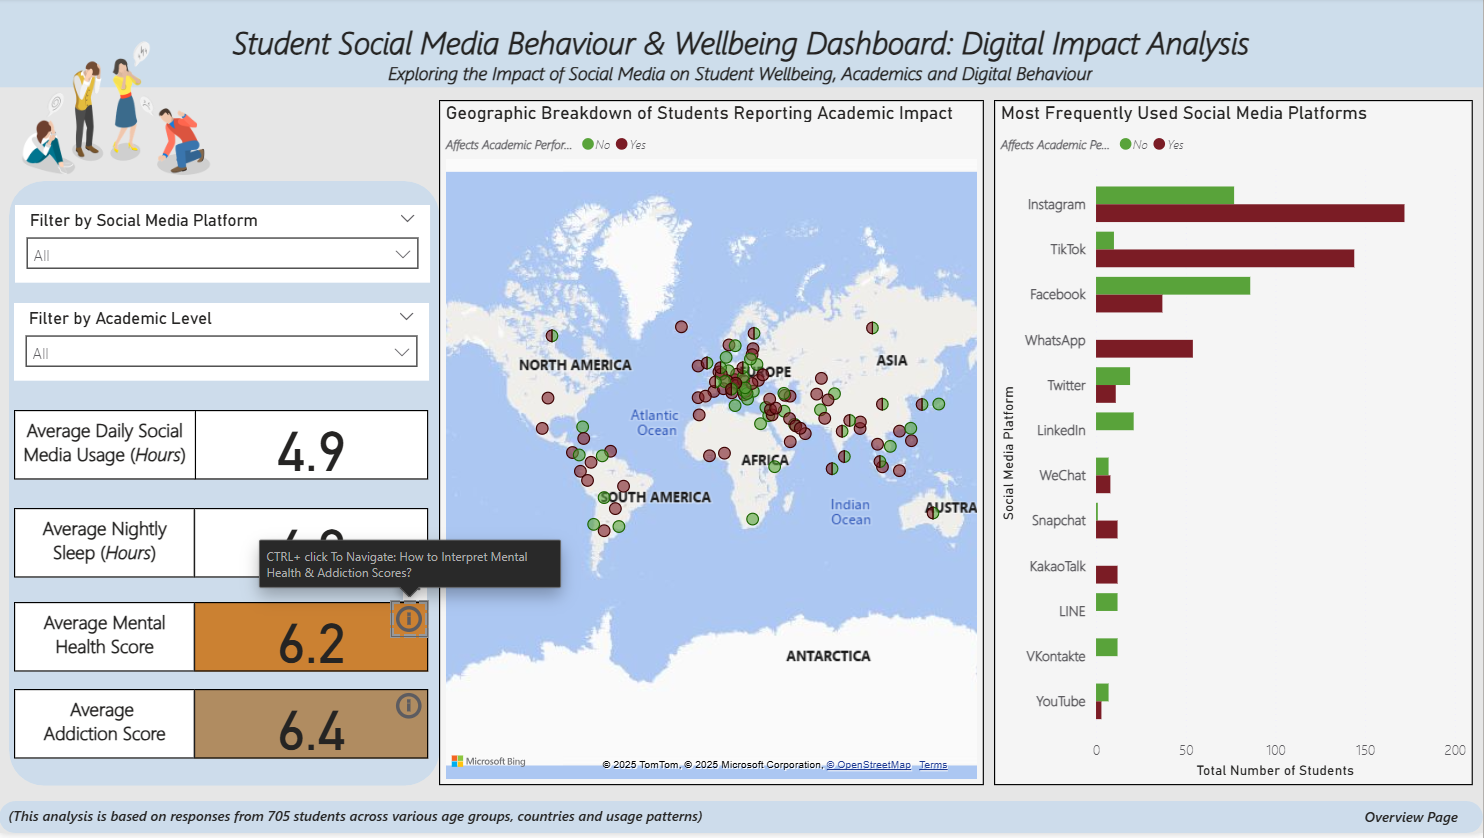 Student Social Media Behaviour & Wellbeing Dashboard: Digital Impact Analysis
Exploring the Impact of Social Media on Student Wellbeing, Academics and Digital Behaviour
Filter by Social Media Platform
All
Filter by Academic Level
All
Average Daily Social
Media Usage (Hours)
4.9
Average Nightly
Sleep (Hours)
CTRL+ click To Navigate: How to Interpret Mental
Health & Addiction Scores?
Average Mental
Health Score
6.2
Average
Addiction Score
6.4
Geographic Breakdown of Students Reporting Academic Impact
Affects Academic Perfor... No Yes
NORTH AMERICA
EUROPE
ASIA
Atlantic
Ocean
AFRICA
SOUTH AMERICA
Indian
Ocean
AUSTRA
ANTARCTICA
Microsoft Bing
© 2025 TomTom, © 2025 Microsoft Corporation, © OpenStreetMap Terms
Most Frequently Used Social Media Platforms
Affects Academic Pe... No Yes
Social Media Platform
Instagram
TikTok
Facebook
WhatsApp
Twitter
LinkedIn
WeChat
Snapchat
KakaoTalk
LINE
VKontakte
YouTube
0 50 100 150 200
Total Number of Students
(This analysis is based on responses from 705 students across various age groups, countries and usage patterns)
Overview Page